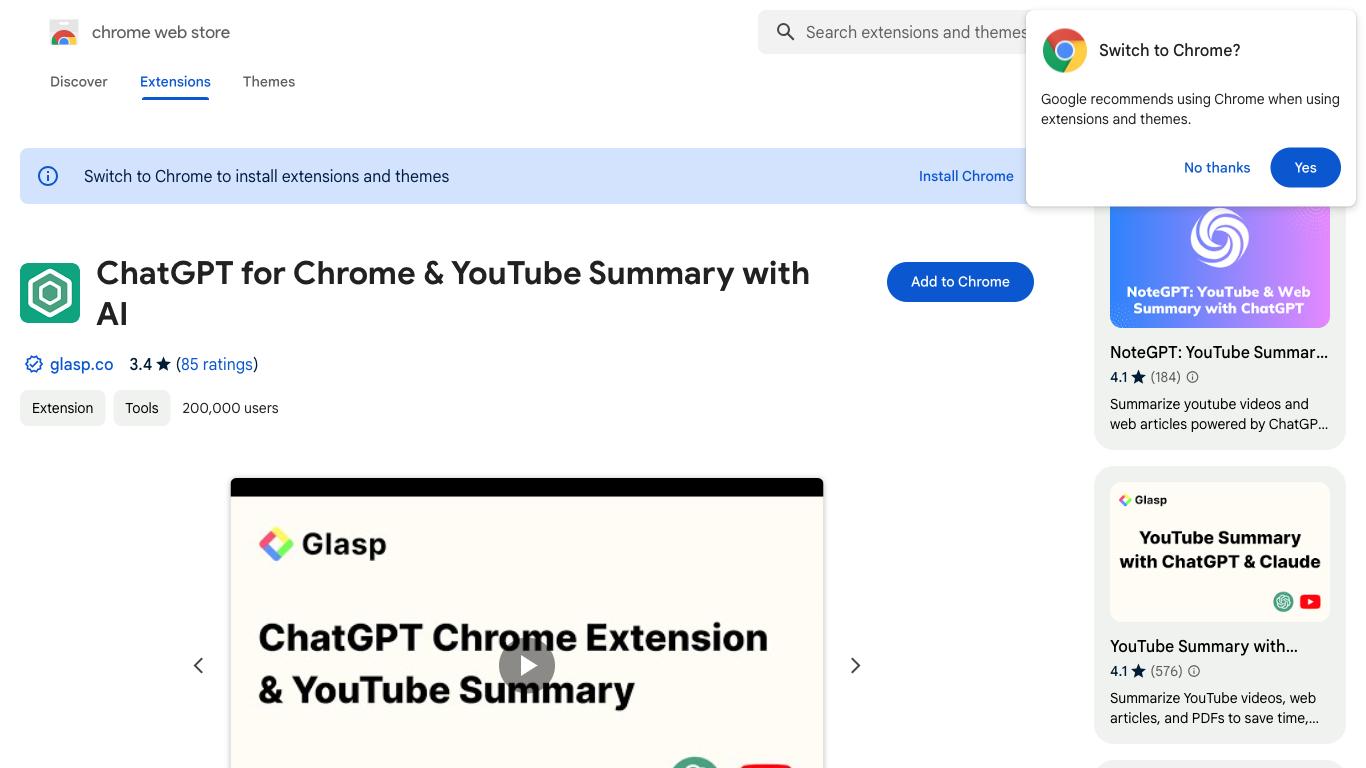 chrome web store
Search extensions and themes
Discover
Extensions
Themes
Switch to Chrome?
Google recommends using Chrome when using
extensions and themes.
No thanks
Yes
Switch to Chrome to install extensions and themes
Install Chrome
ChatGPT for Chrome & YouTube Summary with
AI
Add to Chrome
glasp.co
3.4 ★ (85 ratings)
Extension
Tools
200,000 users
Glasp
ChatGPT Chrome Extension
& YouTube Summary
NoteGPT: YouTube & Web
Summary with ChatGPT
NoteGPT: YouTube Summar...
4.1 ★ (184)
Summarize youtube videos and
web articles powered by ChatGP...
Glasp
YouTube Summary
with ChatGPT & Claude
YouTube Summary with...
4.1 ★ (576)
Summarize YouTube videos, web
articles, and PDFs to save time,...